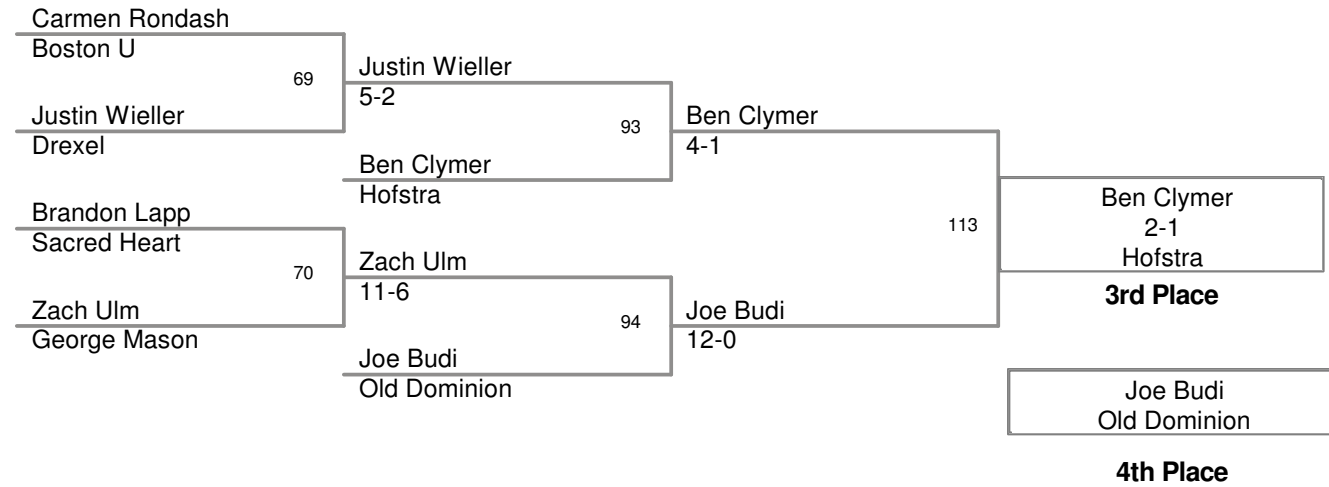 Carmen Rondash
Boston U
69
Justin Wieller
5-2
Justin Wieller
Drexel
93
Ben Clymer
4-1
Ben Clymer
Hofstra
Brandon Lapp
Sacred Heart
70
Zach Ulm
11-6
Zach Ulm
George Mason
94
Joe Budi
12-0
Joe Budi
Old Dominion
113
Ben Clymer
2-1
Hofstra
3rd Place
Joe Budi
Old Dominion
4th Place